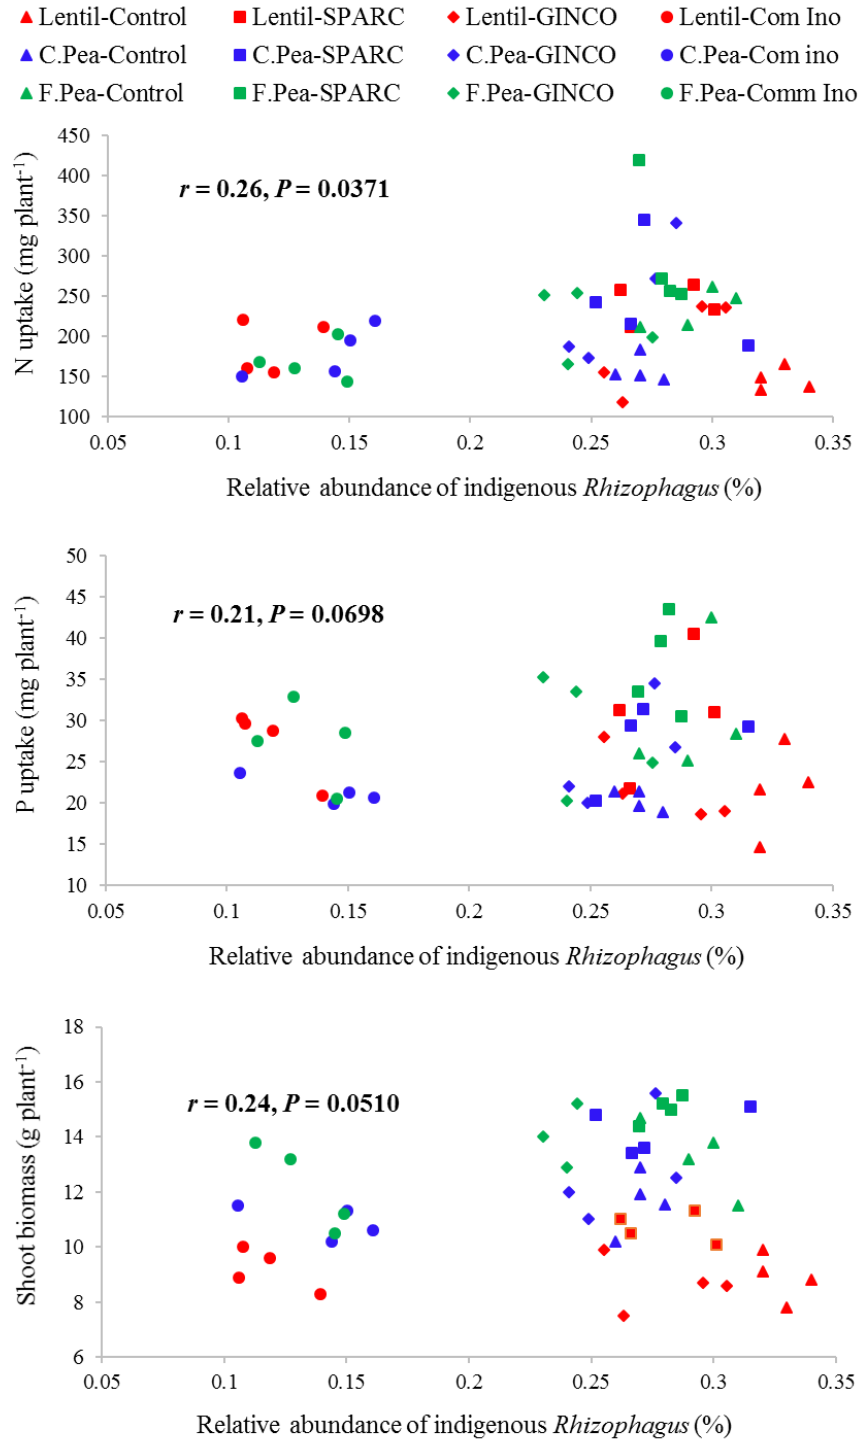 Lentil-Control Lentil-SPARC Lentil-GINCO Lentil-Com Ino
C.Pea-Control C.Pea-SPARC C.Pea-GINCO C.Pea-Com ino
F.Pea-Control F.Pea-SPARC F.Pea-GINCO F.Pea-Comm Ino
N uptake (mg plant⁻¹)
450
400
350
300
250
200
150
100
r = 0.26, P = 0.0371
0.05 0.1 0.15 0.2 0.25 0.3 0.35
Relative abundance of indigenous Rhizophagus (%)
P uptake (mg plant⁻¹)
50
45
40
35
30
25
20
15
10
r = 0.21, P = 0.0698
0.05 0.1 0.15 0.2 0.25 0.3 0.35
Relative abundance of indigenous Rhizophagus (%)
Shoot biomass (g plant⁻¹)
18
16
14
12
10
8
6
r = 0.24, P = 0.0510
0.05 0.1 0.15 0.2 0.25 0.3 0.35
Relative abundance of indigenous Rhizophagus (%)